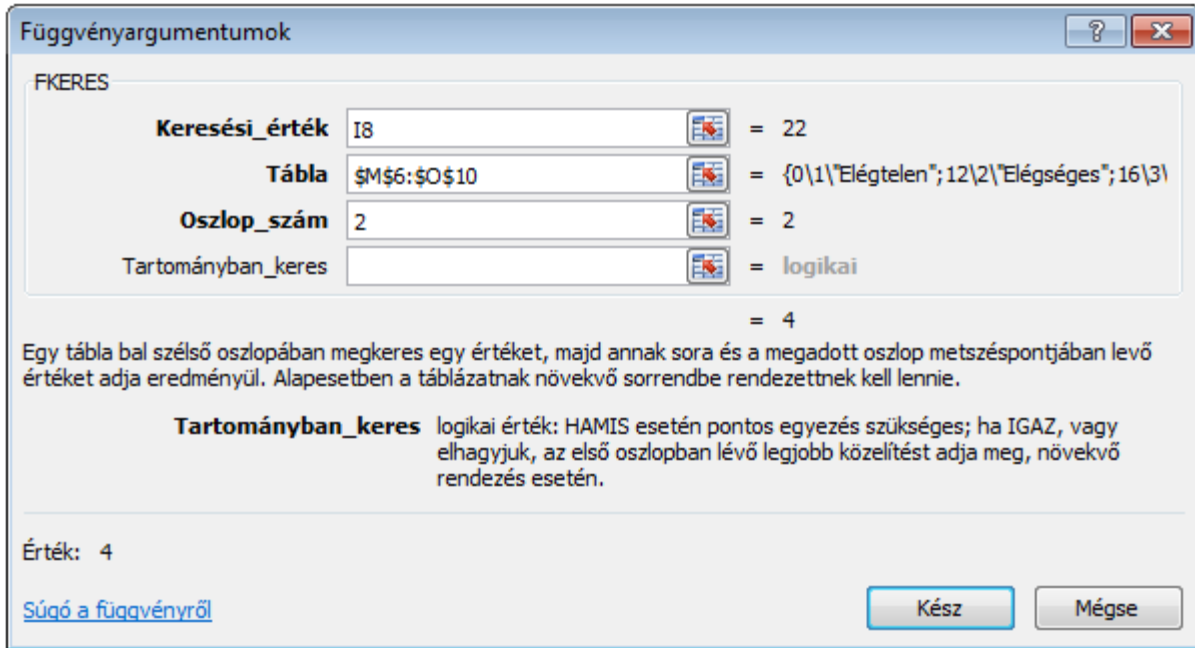 Függvényargumentumok
FKERES
Keresési_érték I8 = 22
Tábla $M$6:$O$10 = {0\1\"Elégtelen";12\2\"Elégséges";16\3\
Oszlop_szám 2 = 2
Tartományban_keres = logikai
= 4
Egy tábla bal szélső oszlopában megkeres egy értéket, majd annak sora és a megadott oszlop metszéspontjában levő
értéket adja eredményül. Alapesetben a táblázatnak növekvő sorrendbe rendezettnek kell lennie.
Tartományban_keres logikai érték: HAMIS esetén pontos egyezés szükséges; ha IGAZ, vagy
elhagyjuk, az első oszlopban lévő legjobb közelítést adja meg, növekvő
rendezés esetén.
Érték: 4
Súgó a függvényről
Kész Mégse